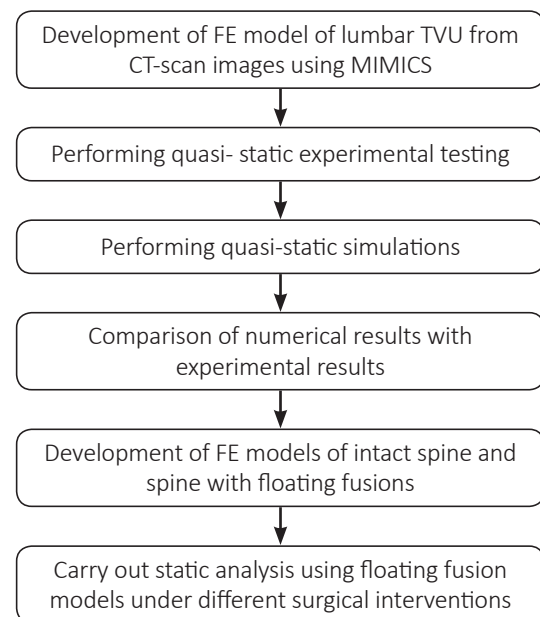 Development of FE model of lumbar TVU from
CT-scan images using MIMICS
Performing quasi- static experimental testing
Performing quasi-static simulations
Comparison of numerical results with
experimental results
Development of FE models of intact spine and
spine with floating fusions
Carry out static analysis using floating fusion
models under different surgical interventions